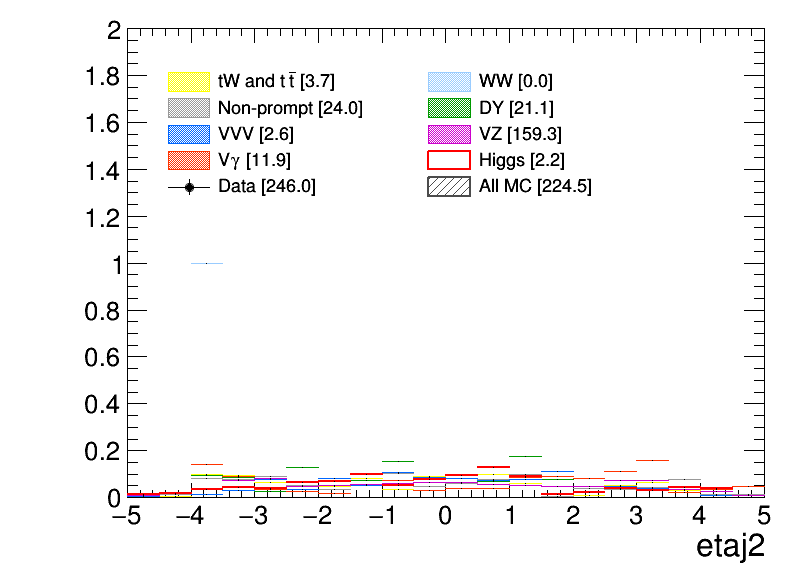 2
1.8
1.6
1.4
1.2
1
0.8
0.6
0.4
0.2
0
tW and tt̄ [3.7]
WW [0.0]
Non-prompt [24.0]
DY [21.1]
VVV [2.6]
VZ [159.3]
Vγ [11.9]
Higgs [2.2]
Data [246.0]
All MC [224.5]
−5 −4 −3 −2 −1 0 1 2 3 4 5
etaj2